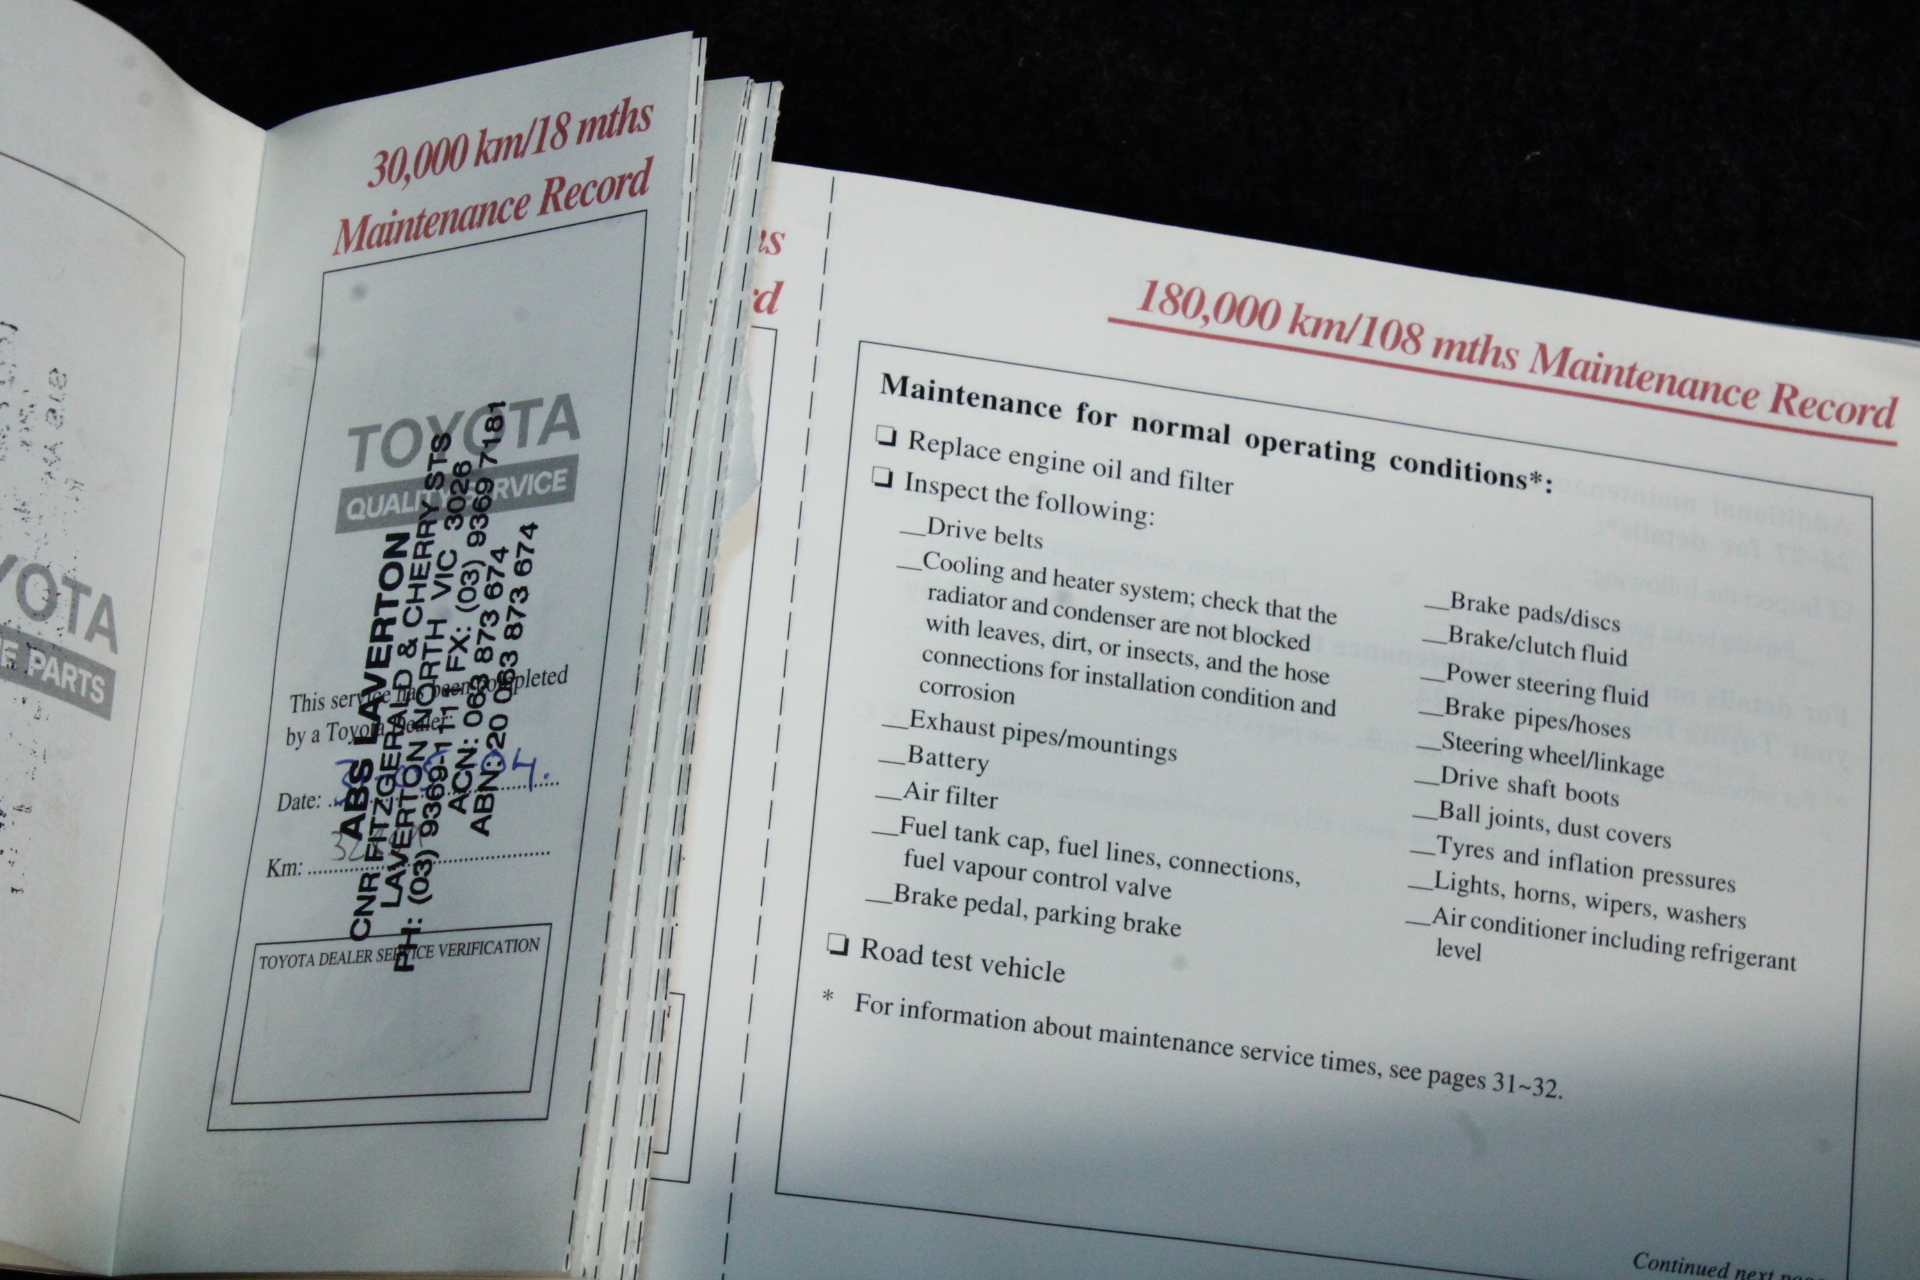 YOTA
E PARTS
30,000 km/18 mths
Maintenance Record
TOYOTA
QUALITY SERVICE
This service has been completed
by a Toyota Dealer:
Date:
04.
Km:
TOYOTA DEALER SERVICE VERIFICATION
ABS LAVERTON
CNR FITZGERALD & CHERRY STS
LAVERTON NORTH VIC 3026
PH: (03) 9369-1111 FX: (03) 9369 7181
ACN: 063 873 674
ABN: 20 063 873 674
ns
rd
180,000 km/108 mths Maintenance Record
Maintenance for normal operating conditions*:
❏ Replace engine oil and filter
❏ Inspect the following:
__Drive belts
__Cooling and heater system; check that the
radiator and condenser are not blocked
with leaves, dirt, or insects, and the hose
connections for installation condition and
corrosion
__Exhaust pipes/mountings
__Battery
__Air filter
__Fuel tank cap, fuel lines, connections,
fuel vapour control valve
__Brake pedal, parking brake
__Brake pads/discs
__Brake/clutch fluid
__Power steering fluid
__Brake pipes/hoses
__Steering wheel/linkage
__Drive shaft boots
__Ball joints, dust covers
__Tyres and inflation pressures
__Lights, horns, wipers, washers
__Air conditioner including refrigerant
level
❏ Road test vehicle
* For information about maintenance service times, see pages 31~32.
Continued next page